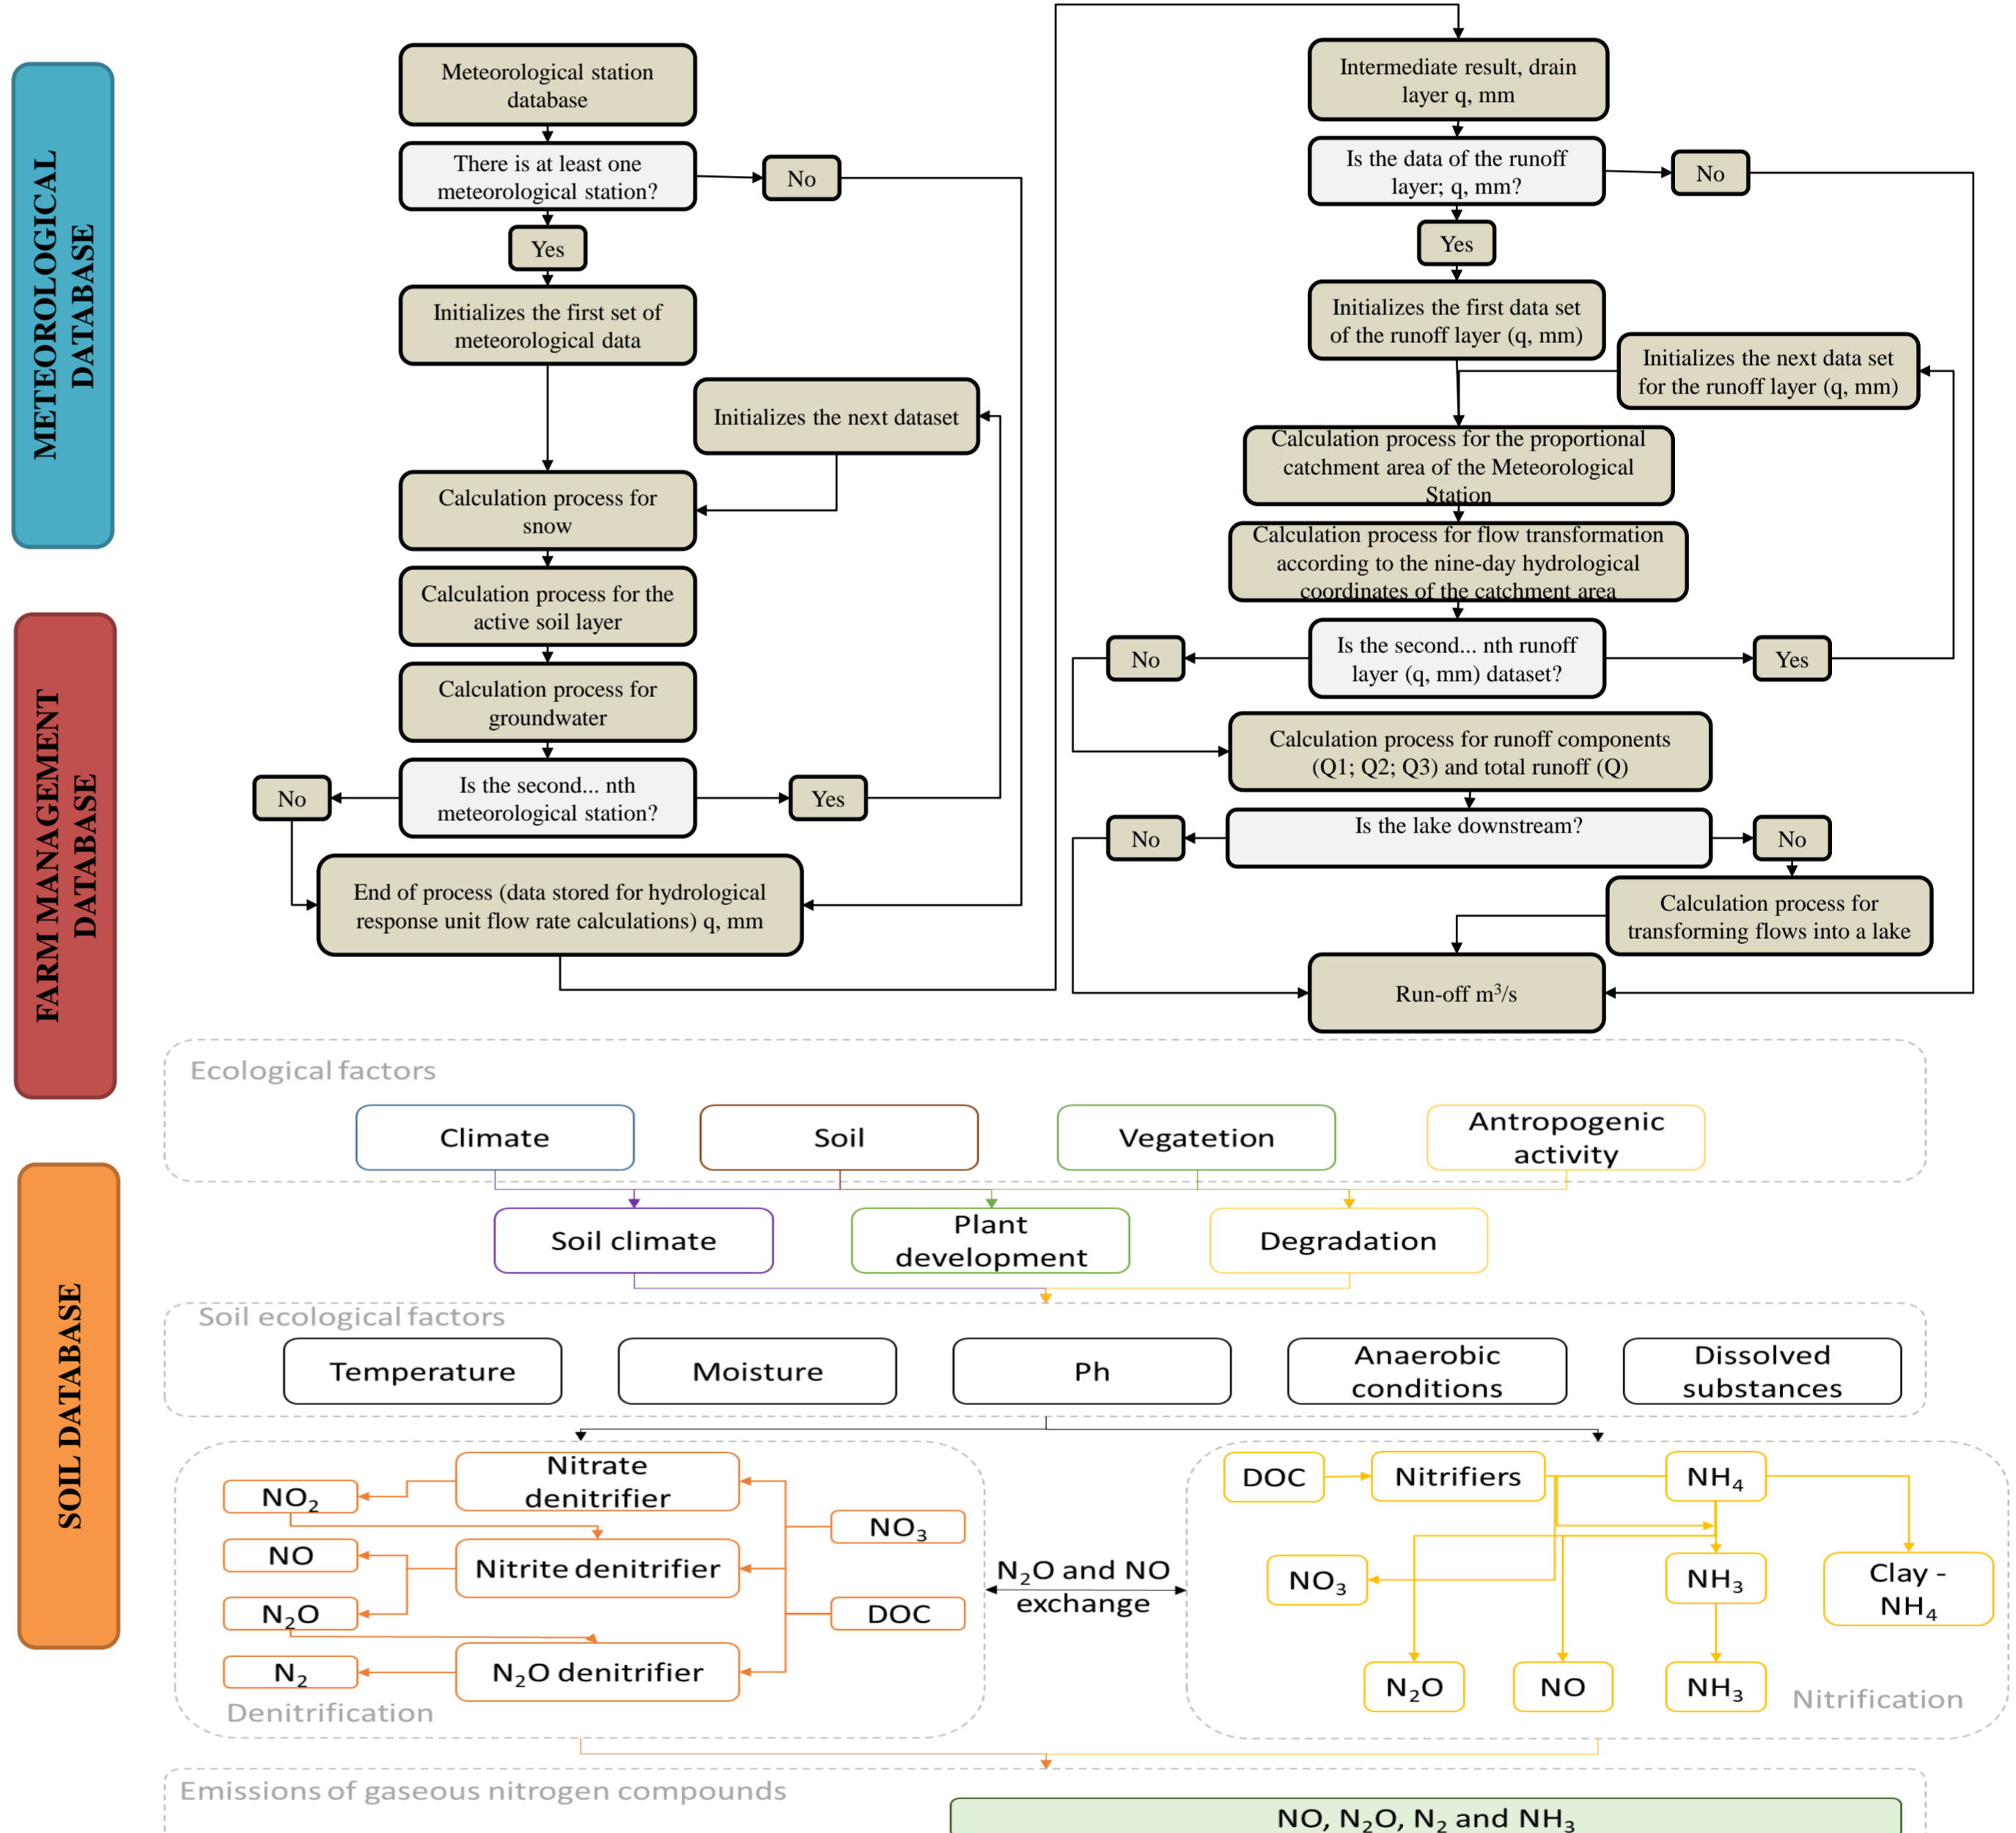 METEOROLOGICAL
DATABASE
FARM MANAGEMENT
DATABASE
SOIL DATABASE
Meteorological station
database
There is at least one
meteorological station?
No
Yes
Initializes the first set of
meteorological data
Initializes the next dataset
Calculation process for
snow
Calculation process for the
active soil layer
Calculation process for
groundwater
No
Is the second... nth
meteorological station?
Yes
End of process (data stored for hydrological
response unit flow rate calculations) q, mm
Intermediate result, drain
layer q, mm
Is the data of the runoff
layer; q, mm?
No
Yes
Initializes the first data set
of the runoff layer (q, mm)
Initializes the next data set
for the runoff layer (q, mm)
Calculation process for the proportional
catchment area of the Meteorological
Station
Calculation process for flow transformation
according to the nine-day hydrological
coordinates of the catchment area
No
Is the second... nth runoff
layer (q, mm) dataset?
Yes
Calculation process for runoff components
(Q1; Q2; Q3) and total runoff (Q)
No
Is the lake downstream?
No
Calculation process for
transforming flows into a lake
Run-off m³/s
Ecological factors
Climate
Soil
Vegatetion
Antropogenic
activity
Soil climate
Plant
development
Degradation
Soil ecological factors
Temperature
Moisture
Ph
Anaerobic
conditions
Dissolved
substances
Nitrate
denitrifier
NO₂
NO₃
NO
Nitrite denitrifier
N₂O
DOC
N₂
N₂O denitrifier
Denitrification
N₂O and NO
exchange
DOC
Nitrifiers
NH₄
NO₃
NH₃
Clay -
NH₄
N₂O
NO
NH₃
Nitrification
Emissions of gaseous nitrogen compounds
NO, N₂O, N₂ and NH₃